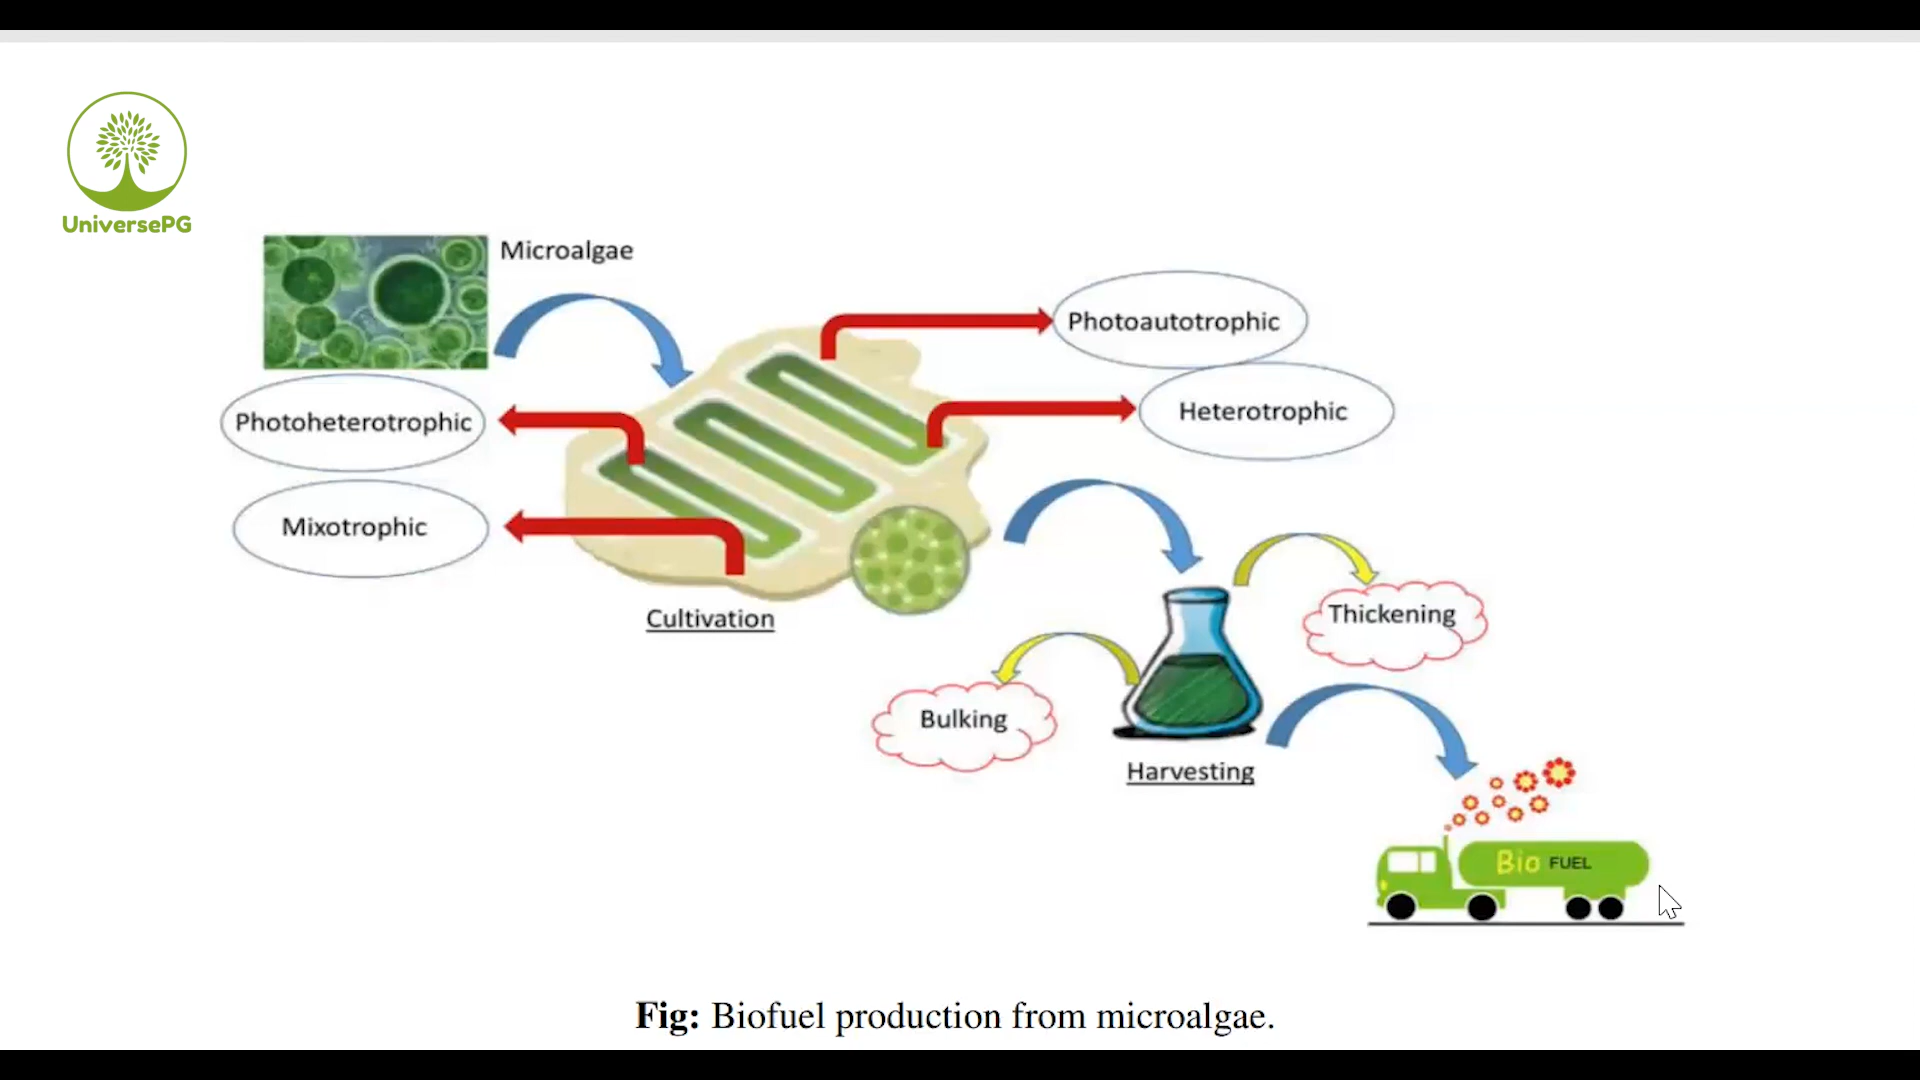 UniversePG
Microalgae
Photoautotrophic
Photoheterotrophic
Heterotrophic
Mixotrophic
Cultivation
Thickening
Bulking
Harvesting
Bio FUEL
Fig: Biofuel production from microalgae.